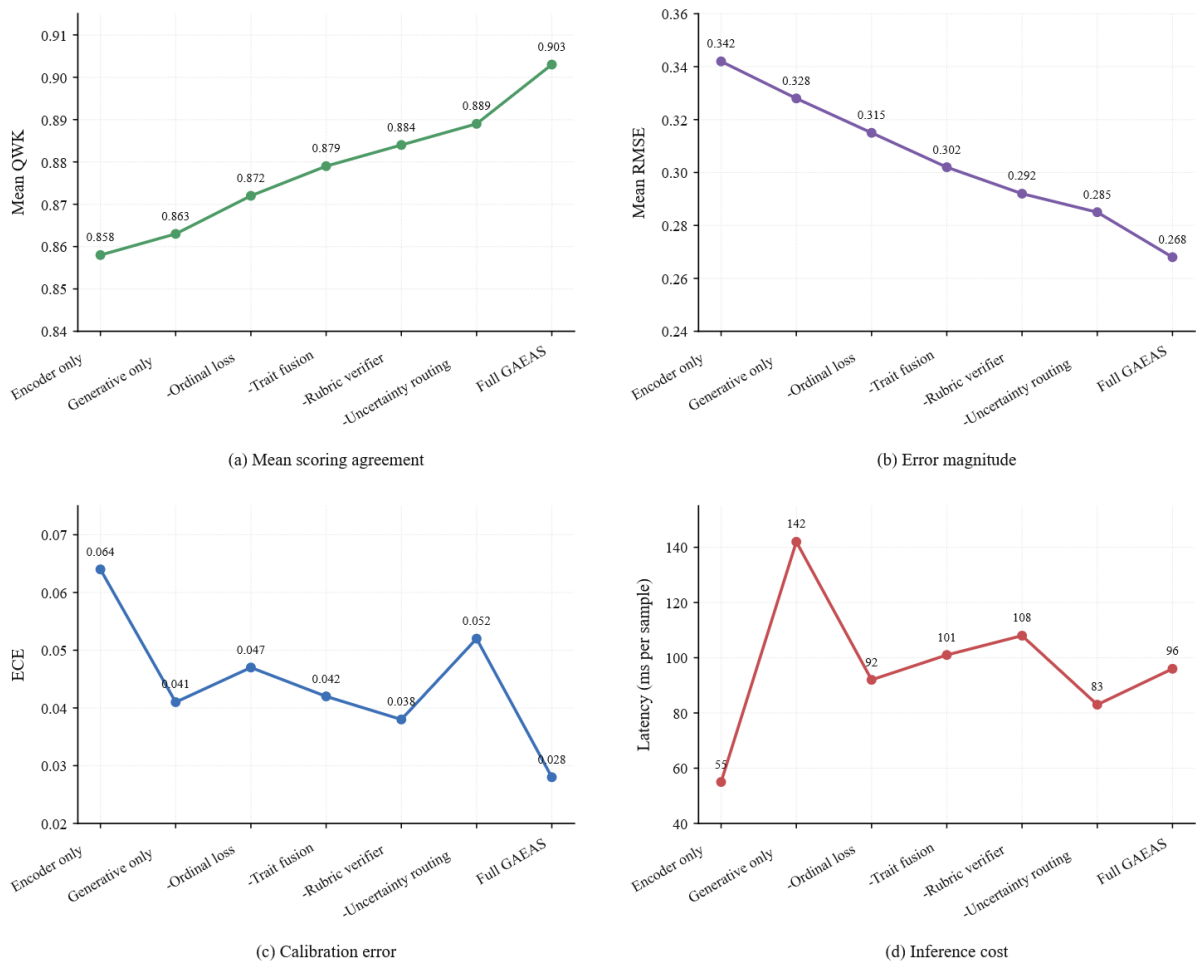 0.91
0.90
0.89
0.88
0.87
0.86
0.85
0.84
Mean QWK
0.858
0.863
0.872
0.879
0.884
0.889
0.903
Encoder only
Generative only
-Ordinal loss
-Trait fusion
-Rubric verifier
-Uncertainty routing
Full GAEAS
(a) Mean scoring agreement
0.36
0.34
0.32
0.30
0.28
0.26
0.24
Mean RMSE
0.342
0.328
0.315
0.302
0.292
0.285
0.268
Encoder only
Generative only
-Ordinal loss
-Trait fusion
-Rubric verifier
-Uncertainty routing
Full GAEAS
(b) Error magnitude
0.07
0.06
0.05
0.04
0.03
0.02
ECE
0.064
0.041
0.047
0.042
0.038
0.052
0.028
Encoder only
Generative only
-Ordinal loss
-Trait fusion
-Rubric verifier
-Uncertainty routing
Full GAEAS
(c) Calibration error
140
120
100
80
60
40
Latency (ms per sample)
55
142
92
101
108
83
96
Encoder only
Generative only
-Ordinal loss
-Trait fusion
-Rubric verifier
-Uncertainty routing
Full GAEAS
(d) Inference cost